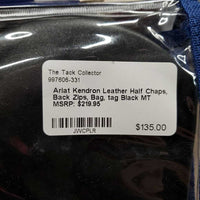 The Tack Collector
997606-331
Ariat Kendron Leather Half Chaps,
Back Zips, Bag, tag Black MT
MSRP: $219.95
$135.00
JVVCPLR